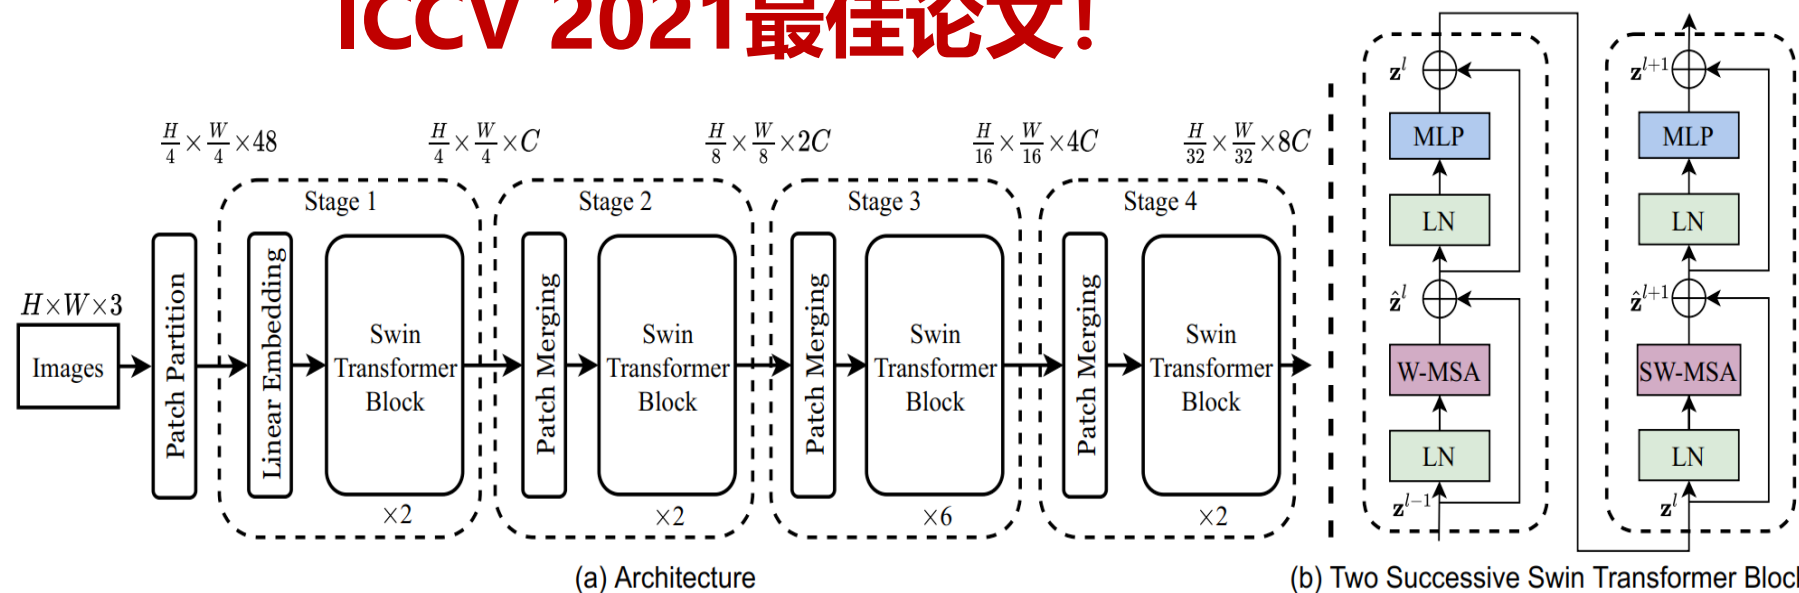 ICCV 2021最佳论文！
H/4 × W/4 × 48
H/4 × W/4 × C
H/8 × W/8 × 2C
H/16 × W/16 × 4C
H/32 × W/32 × 8C
H×W×3
Images
Patch Partition
Stage 1
Linear Embedding
Swin
Transformer
Block
×2
Stage 2
Patch Merging
Swin
Transformer
Block
×2
Stage 3
Patch Merging
Swin
Transformer
Block
×6
Stage 4
Patch Merging
Swin
Transformer
Block
×2
(a) Architecture
z^l
MLP
LN
ẑ^l
W-MSA
LN
z^{l-1}
z^{l+1}
MLP
LN
ẑ^{l+1}
SW-MSA
LN
z^l
(b) Two Successive Swin Transformer Block